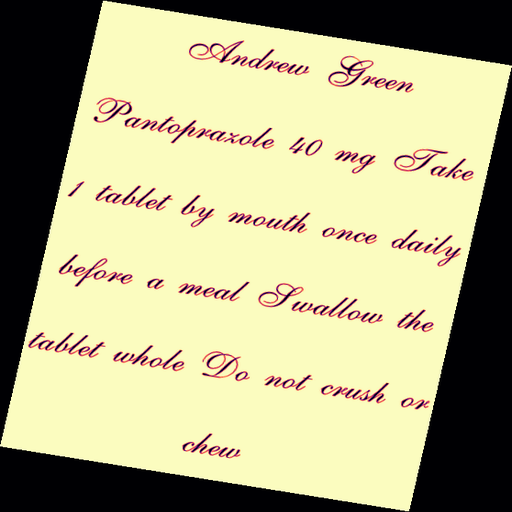 Andrew Green
Pantoprazole 40 mg Take
1 tablet by mouth once daily
before a meal Swallow the
tablet whole Do not crush or
chew